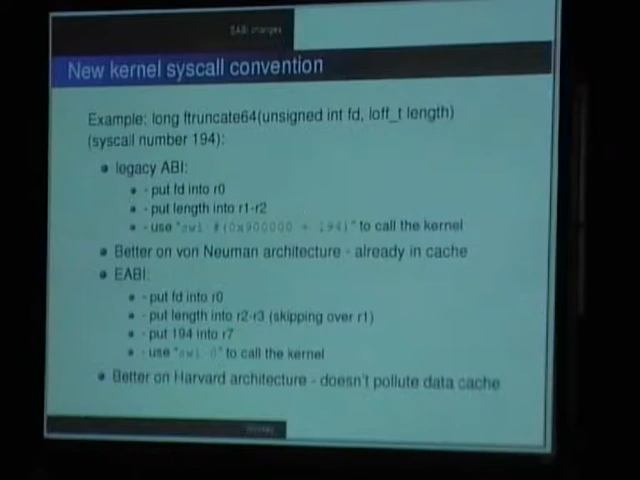 EABI changes
New kernel syscall convention
Example: long ftruncate64(unsigned int fd, loff_t length)
(syscall number 194):
legacy ABI:
- put fd into r0
- put length into r1-r2
- use "swi #(0x900000 + 194)" to call the kernel
Better on von Neuman architecture - already in cache
EABI:
- put fd into r0
- put length into r2-r3 (skipping over r1)
- put 194 into r7
- use "swi 0" to call the kernel
Better on Harvard architecture - doesn't pollute data cache